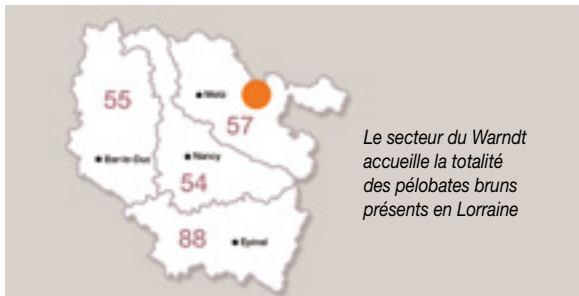 55
Metz
57
Bar-le-Duc
Nancy
54
88
Epinal
Le secteur du Warndt
accueille la totalité
des pélobates bruns
présents en Lorraine